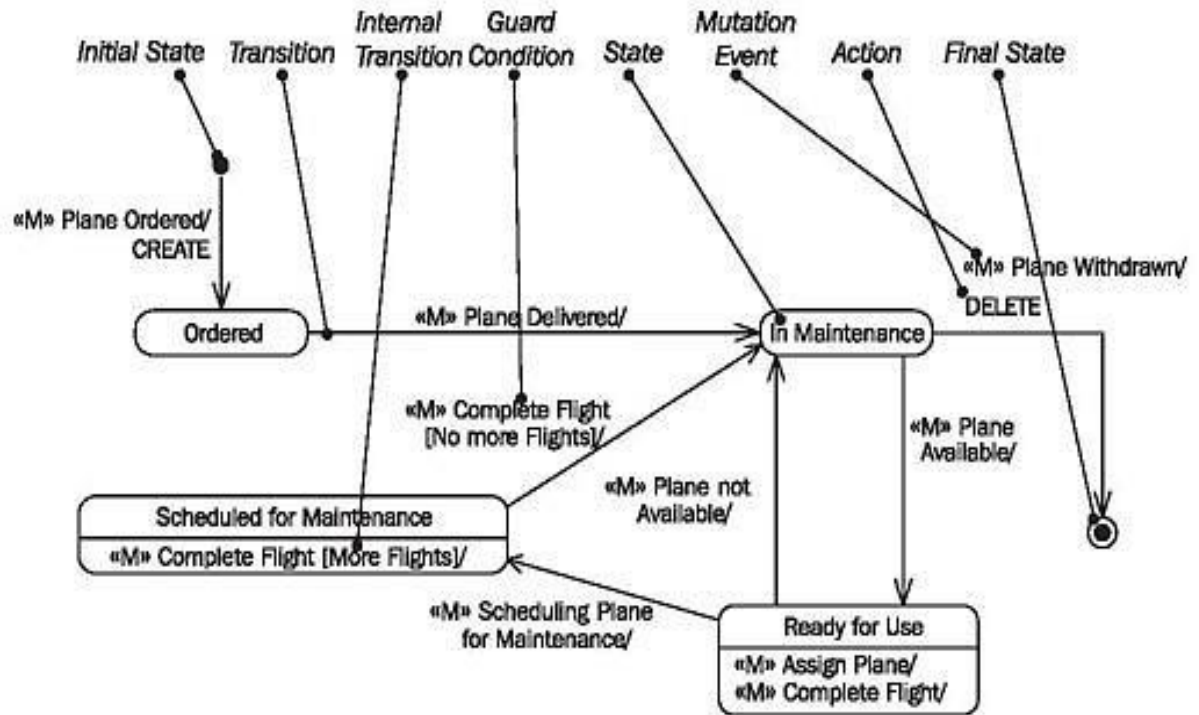 Initial State
Transition
Internal
Transition
Guard
Condition
State
Mutation
Event
Action
Final State
«M» Plane Ordered/
CREATE
«M» Plane Withdrawn/
DELETE
Ordered
«M» Plane Delivered/
In Maintenance
«M» Complete Flight
[No more Flights]/
«M» Plane
Available/
«M» Plane not
Available/
Scheduled for Maintenance
«M» Complete Flight [More Flights]/
«M» Scheduling Plane
for Maintenance/
Ready for Use
«M» Assign Plane/
«M» Complete Flight/